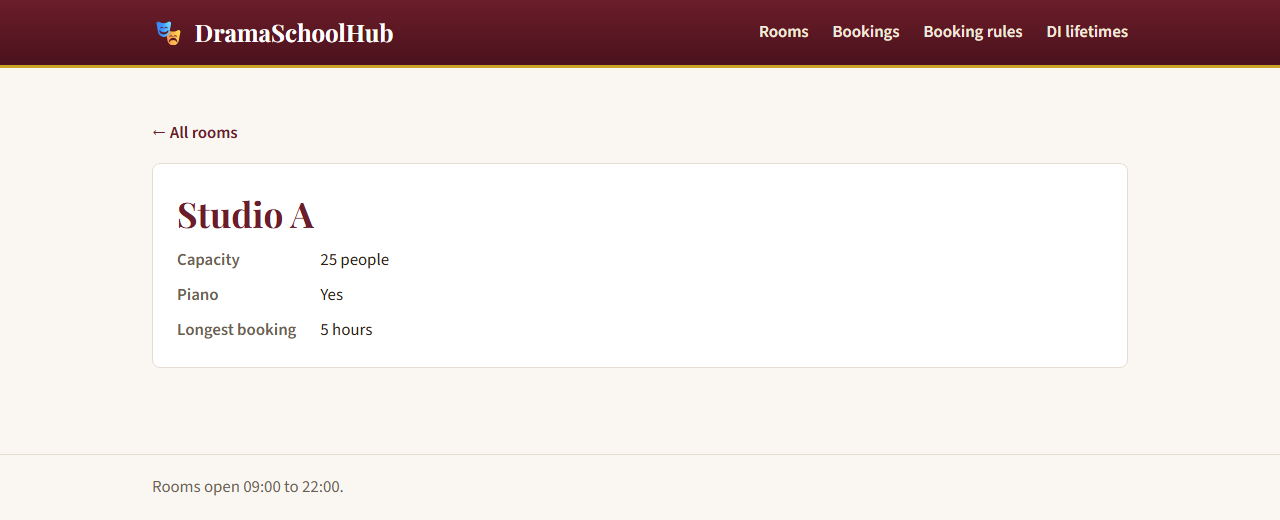 DramaSchoolHub
Rooms Bookings Booking rules DI lifetimes
← All rooms
Studio A
Capacity 25 people
Piano Yes
Longest booking 5 hours
Rooms open 09:00 to 22:00.